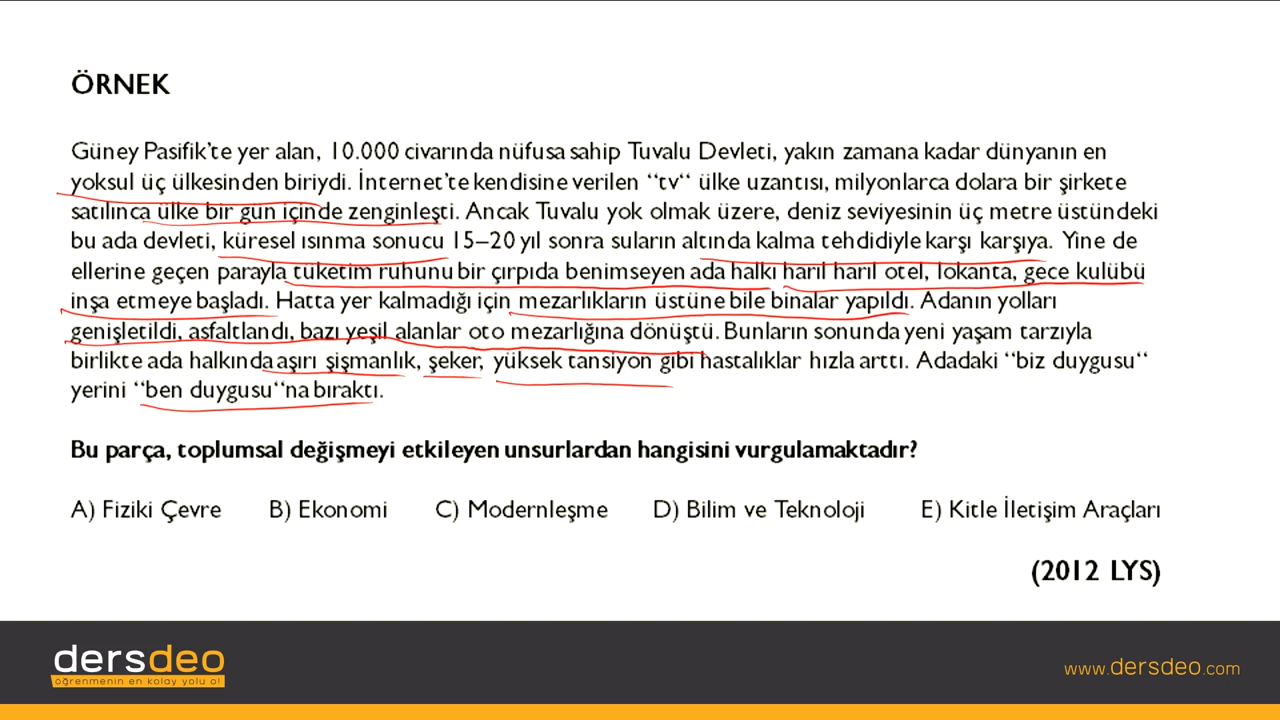 ÖRNEK
Güney Pasifik'te yer alan, 10.000 civarında nüfusa sahip Tuvalu Devleti, yakın zamana kadar dünyanın en
yoksul üç ülkesinden biriydi. İnternet'te kendisine verilen “tv“ ülke uzantısı, milyonlarca dolara bir şirkete
satılınca ülke bir gün içinde zenginleşti. Ancak Tuvalu yok olmak üzere, deniz seviyesinin üç metre üstündeki
bu ada devleti, küresel ısınma sonucu 15–20 yıl sonra suların altında kalma tehdidiyle karşı karşıya. Yine de
ellerine geçen parayla tüketim ruhunu bir çırpıda benimseyen ada halkı harıl harıl otel, lokanta, gece kulübü
inşa etmeye başladı. Hatta yer kalmadığı için mezarlıkların üstüne bile binalar yapıldı. Adanın yolları
genişletildi, asfaltlandı, bazı yeşil alanlar oto mezarlığına dönüştü. Bunların sonunda yeni yaşam tarzıyla
birlikte ada halkında aşırı şişmanlık, şeker, yüksek tansiyon gibi hastalıklar hızla arttı. Adadaki “biz duygusu“
yerini “ben duygusu“na bıraktı.
Bu parça, toplumsal değişmeyi etkileyen unsurlardan hangisini vurgulamaktadır?
A) Fiziki Çevre B) Ekonomi C) Modernleşme D) Bilim ve Teknoloji E) Kitle İletişim Araçları
(2012 LYS)
dersdeo
öğrenmenin en kolay yolu o!
www.dersdeo.com